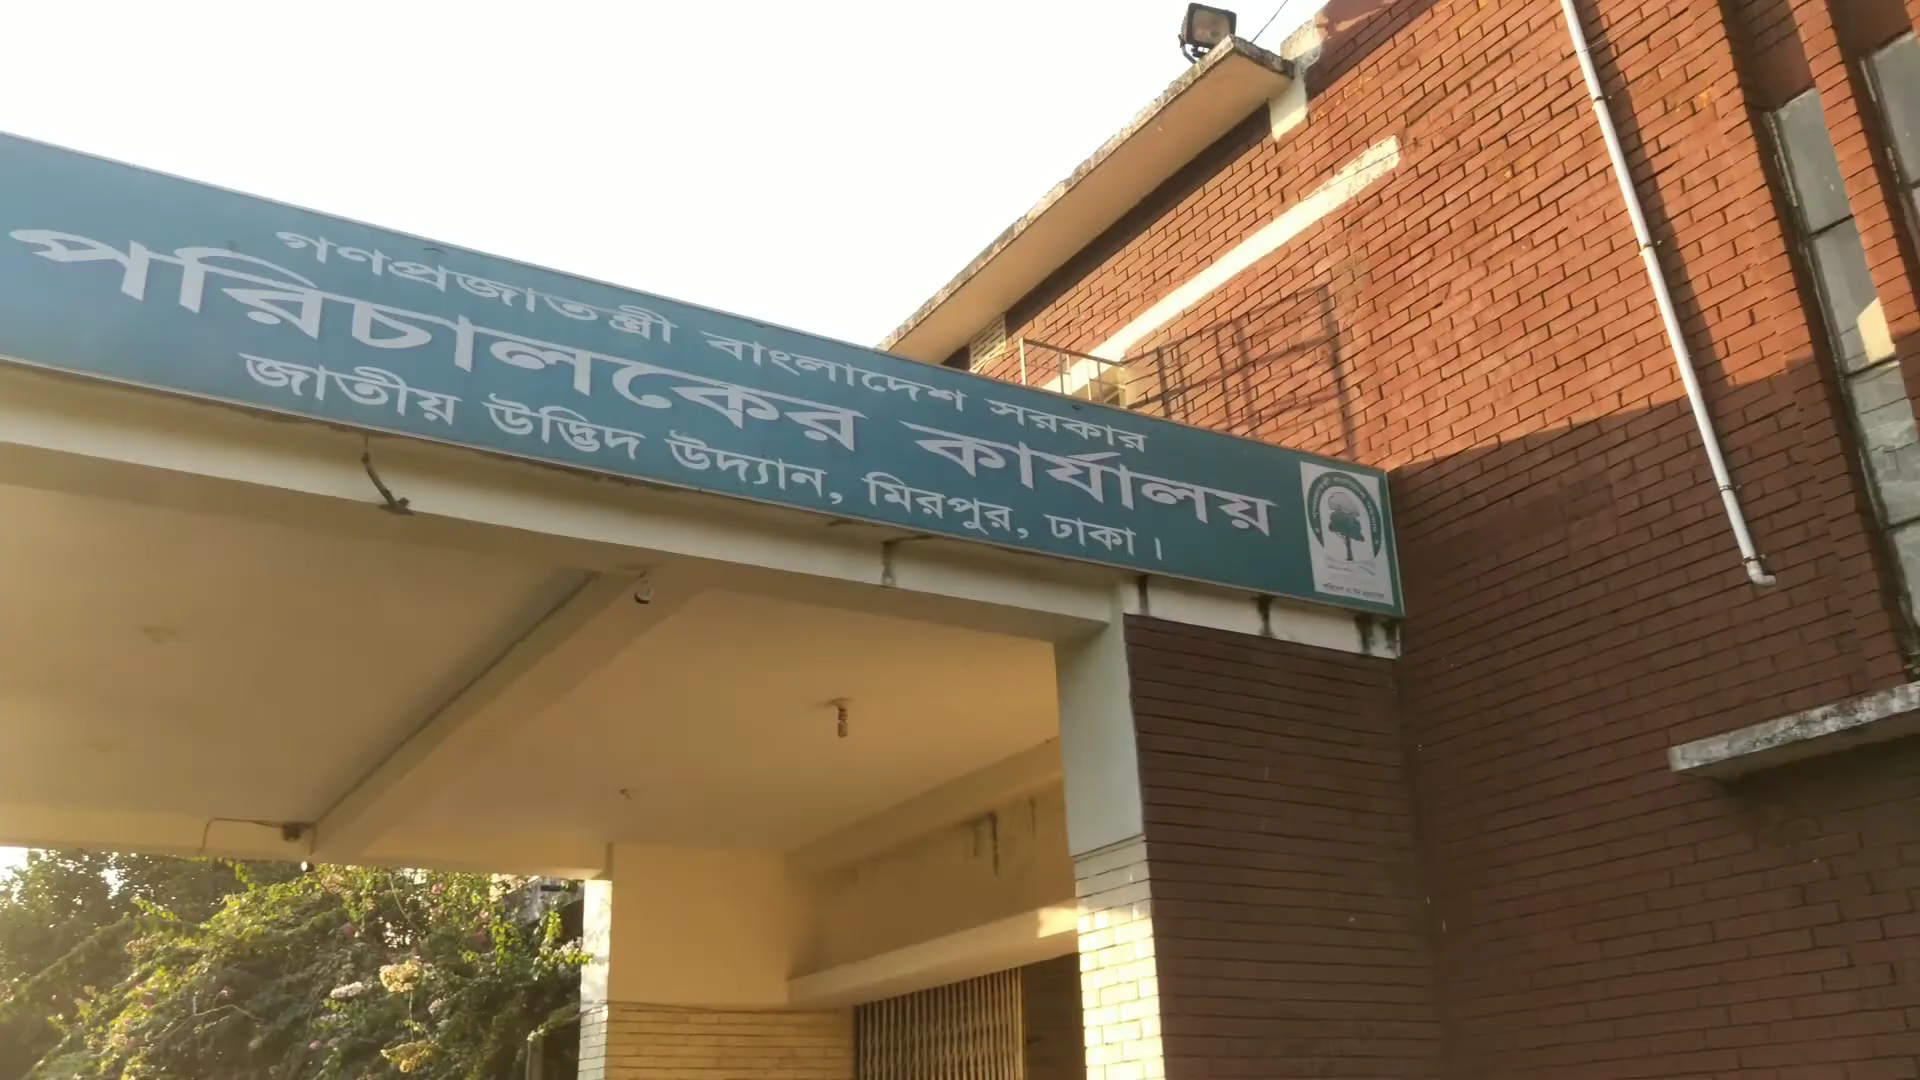 গণপ্রজাতন্ত্রী বাংলাদেশ সরকার
পরিচালকের কার্যালয়
জাতীয় উদ্ভিদ উদ্যান, মিরপুর, ঢাকা।